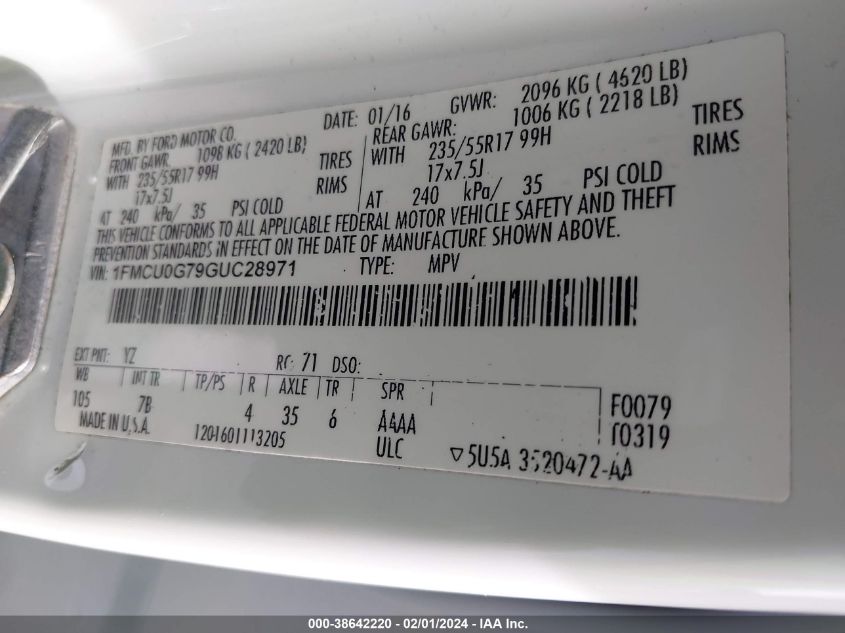 MFD. BY FORD MOTOR CO. DATE: 01/16 GVWR: 2096 KG ( 4620 LB)
FRONT GAWR: 1098 KG ( 2420 LB) REAR GAWR: 1006 KG ( 2218 LB)
WITH 235/55R17 99H TIRES WITH 235/55R17 99H TIRES
17x7.5J RIMS 17x7.5J RIMS
AT 240 kPa/ 35 PSI COLD AT 240 kPa/ 35 PSI COLD
THIS VEHICLE CONFORMS TO ALL APPLICABLE FEDERAL MOTOR VEHICLE SAFETY AND THEFT
PREVENTION STANDARDS IN EFFECT ON THE DATE OF MANUFACTURE SHOWN ABOVE.
VIN: 1FMCU0G79GUC28971 TYPE: MPV
EXT PNT: YZ RC: 71 DSO:
WB INT TR TP/PS R AXLE TR SPR
105 7B 4 35 6 AAAA F0079
MADE IN U.S.A. 1201601113205 ULC T0319
▽5U5A 3520472-AA
000-38642220 - 02/01/2024 - IAA Inc.